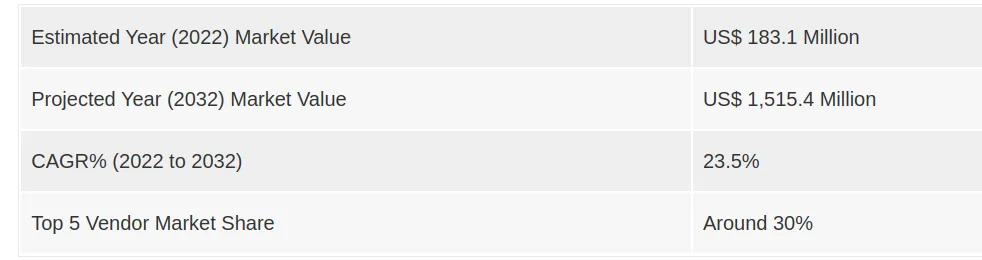 Estimated Year (2022) Market Value US$ 183.1 Million
Projected Year (2032) Market Value US$ 1,515.4 Million
CAGR% (2022 to 2032) 23.5%
Top 5 Vendor Market Share Around 30%